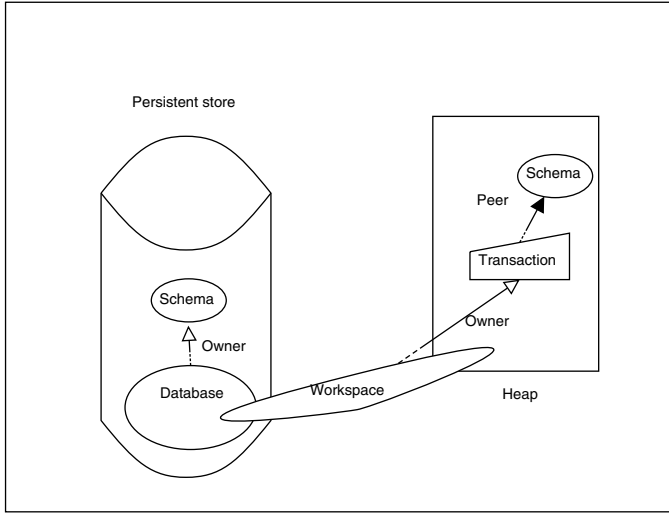 Persistent store
Schema
Peer
Transaction
Schema
Owner
Owner
Database
Workspace
Heap